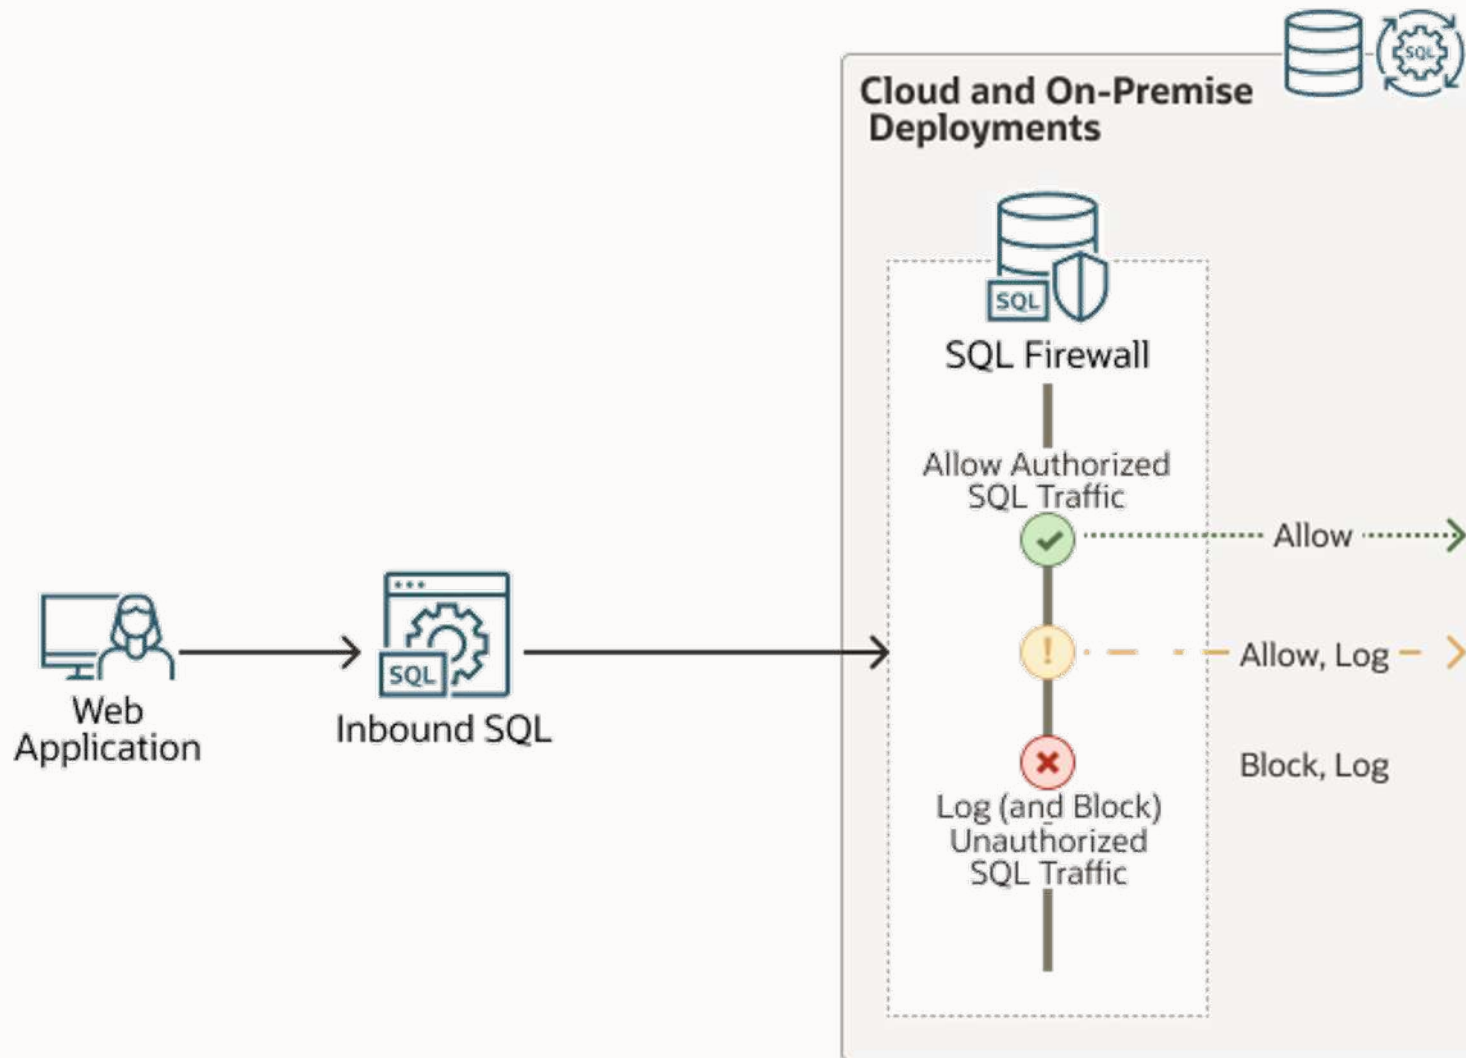 SQL
Cloud and On-Premise
Deployments
SQL
SQL Firewall
Allow Authorized
SQL Traffic
Allow
SQL
Allow, Log
Web
Application
Inbound SQL
Block, Log
Log (and Block)
Unauthorized
SQL Traffic